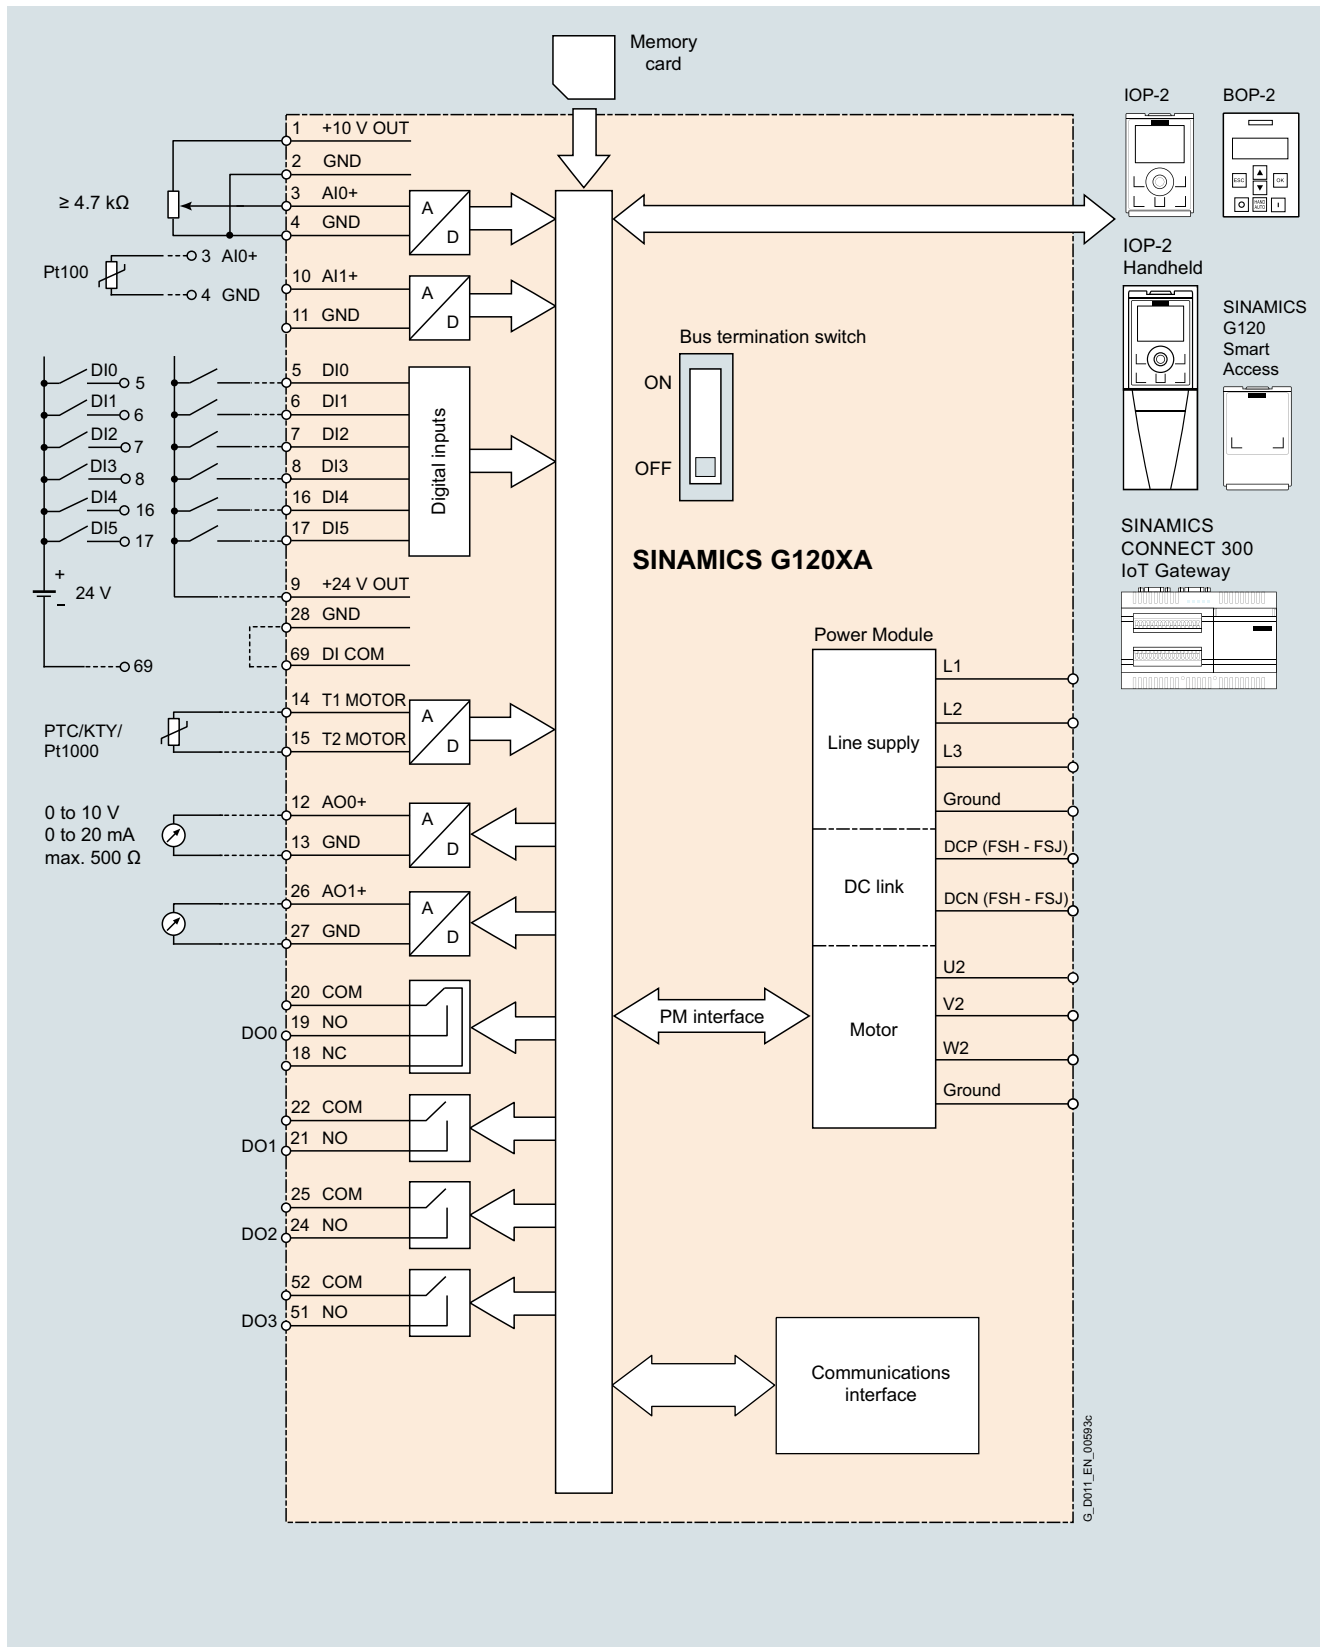 Memory
card
IOP-2
BOP-2
ESC
OK
HAND
AUTO
IOP-2
Handheld
SINAMICS
G120
Smart
Access
SINAMICS
CONNECT 300
IoT Gateway
≥ 4.7 kΩ
Pt100
3 AI0+
4 GND
1 +10 V OUT
2 GND
3 AI0+
4 GND
A
D
10 AI1+
11 GND
A
D
DI0
5
DI1
6
DI2
7
DI3
8
DI4
16
DI5
17
+
24 V
–
69
5 DI0
6 DI1
7 DI2
8 DI3
16 DI4
17 DI5
Digital inputs
9 +24 V OUT
28 GND
69 DI COM
Bus termination switch
ON
OFF
SINAMICS G120XA
PTC/KTY/
Pt1000
14 T1 MOTOR
15 T2 MOTOR
A
D
0 to 10 V
0 to 20 mA
max. 500 Ω
12 AO0+
13 GND
A
D
26 AO1+
27 GND
A
D
DO0
20 COM
19 NO
18 NC
DO1
22 COM
21 NO
DO2
25 COM
24 NO
DO3
52 COM
51 NO
Power Module
Line supply
L1
L2
L3
Ground
DC link
DCP (FSH - FSJ)
DCN (FSH - FSJ)
Motor
U2
V2
W2
Ground
PM interface
Communications
interface
G_D011_EN_00593c